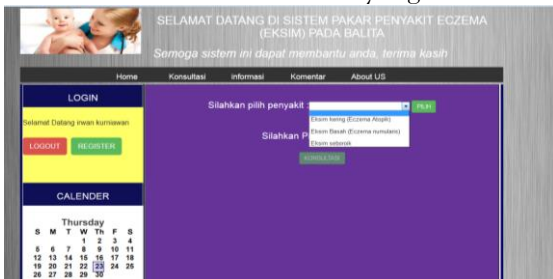 SELAMAT DATANG DI SISTEM PAKAR PENYAKIT ECZEMA
(EKSIM) PADA BALITA
Semoga sistem ini dapat membantu anda, terima kasih
Home Konsultasi informasi Komentar About US
LOGIN
Selamat Datang irwan kurniawan
LOGOUT REGISTER
Silahkan pilih penyakit : PILIH
Eksim kering (Eczema Atopik)
Eksim Basah (Eczema numularis)
Eksim seboroik
Silahkan P
KONSULTASI
CALENDER
Thursday
S M T W Th F S
1 2 3 4
5 6 7 8 9 10 11
12 13 14 15 16 17 18
19 20 21 22 23 24 25
26 27 28 29 30